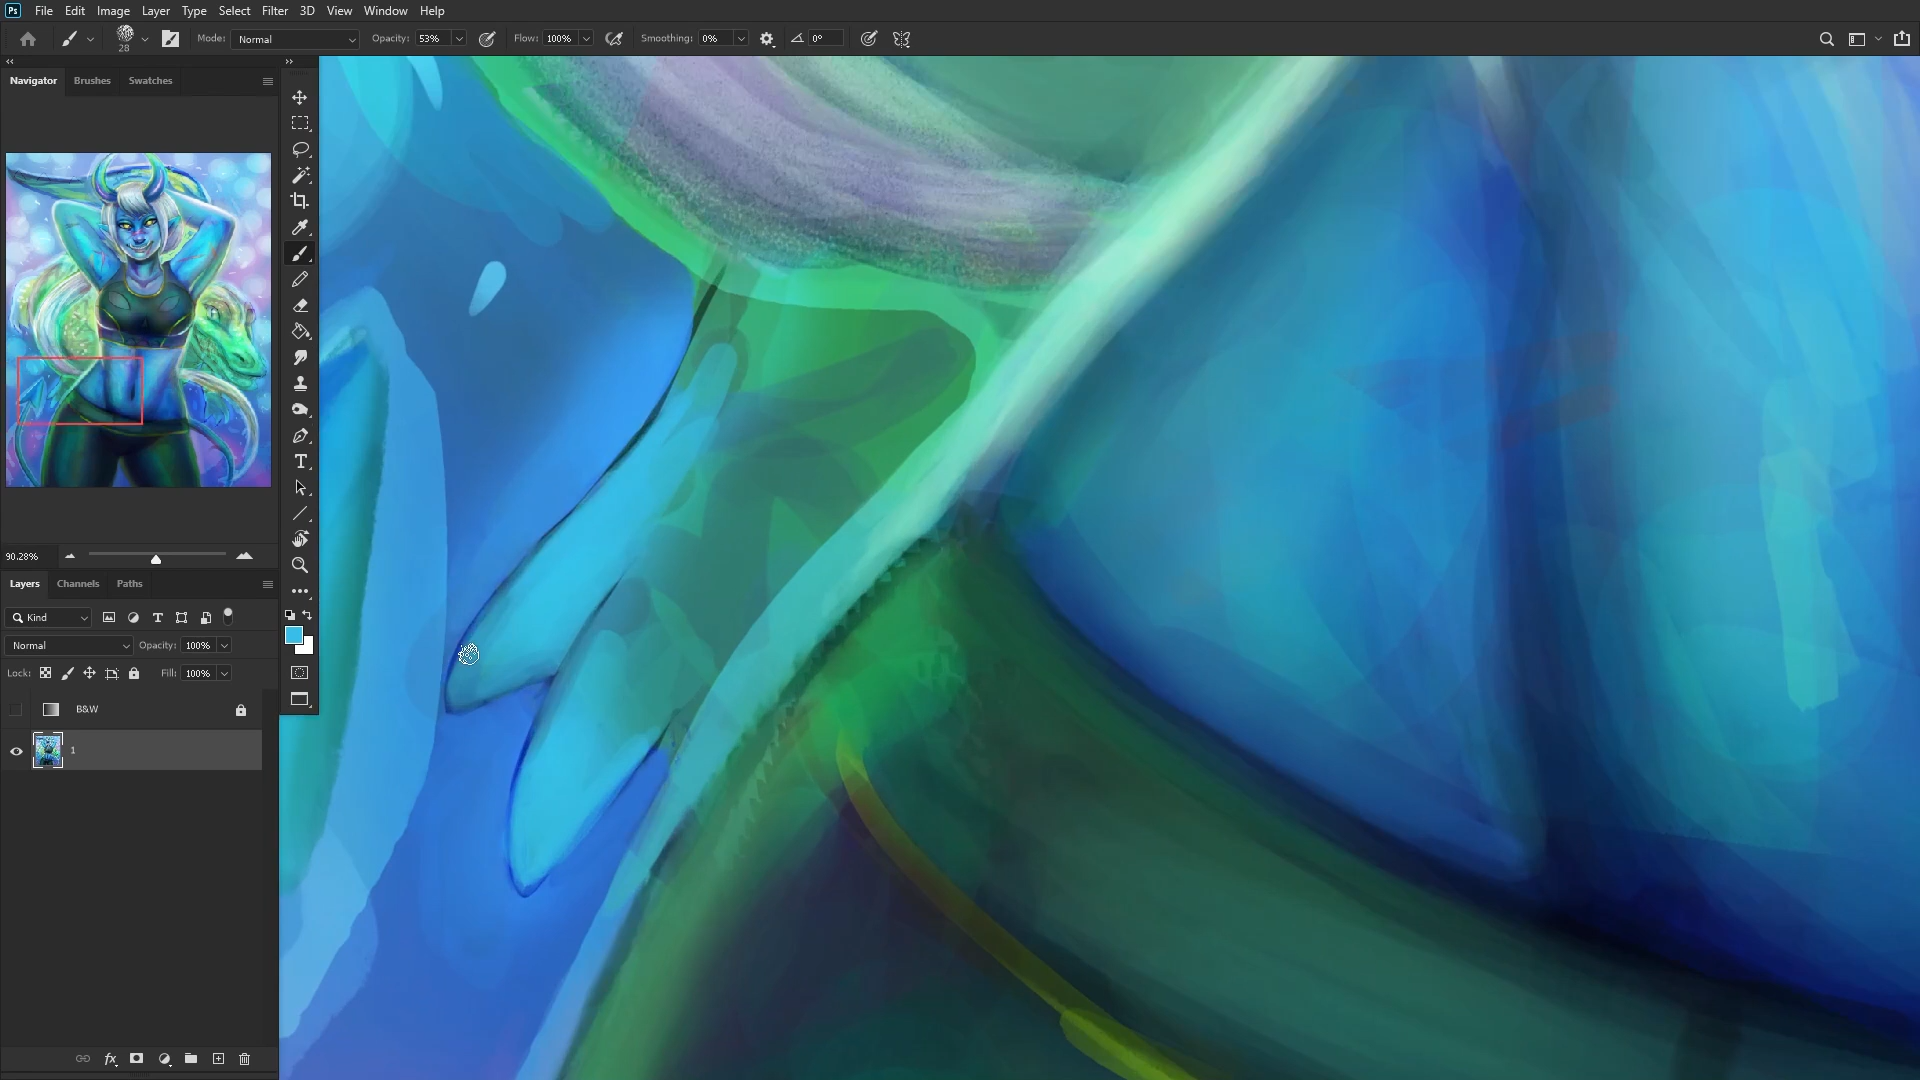 Ps File Edit Image Layer Type Select Filter 3D View Window Help
28 Mode: Normal Opacity: 53% Flow: 100% Smoothing: 0% 0°
Navigator Brushes Swatches
90.28%
Layers Channels Paths
Kind
Normal Opacity: 100%
Lock: Fill: 100%
B&W
1
fx